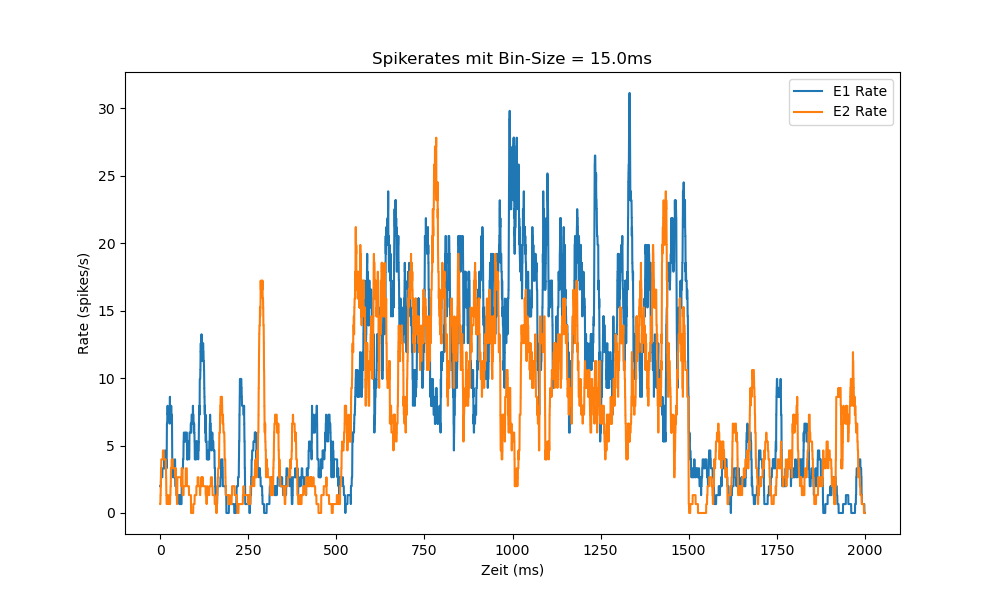 Spikerates mit Bin-Size = 15.0ms
E1 Rate
E2 Rate
Rate (spikes/s)
30
25
20
15
10
5
0
0 250 500 750 1000 1250 1500 1750 2000
Zeit (ms)